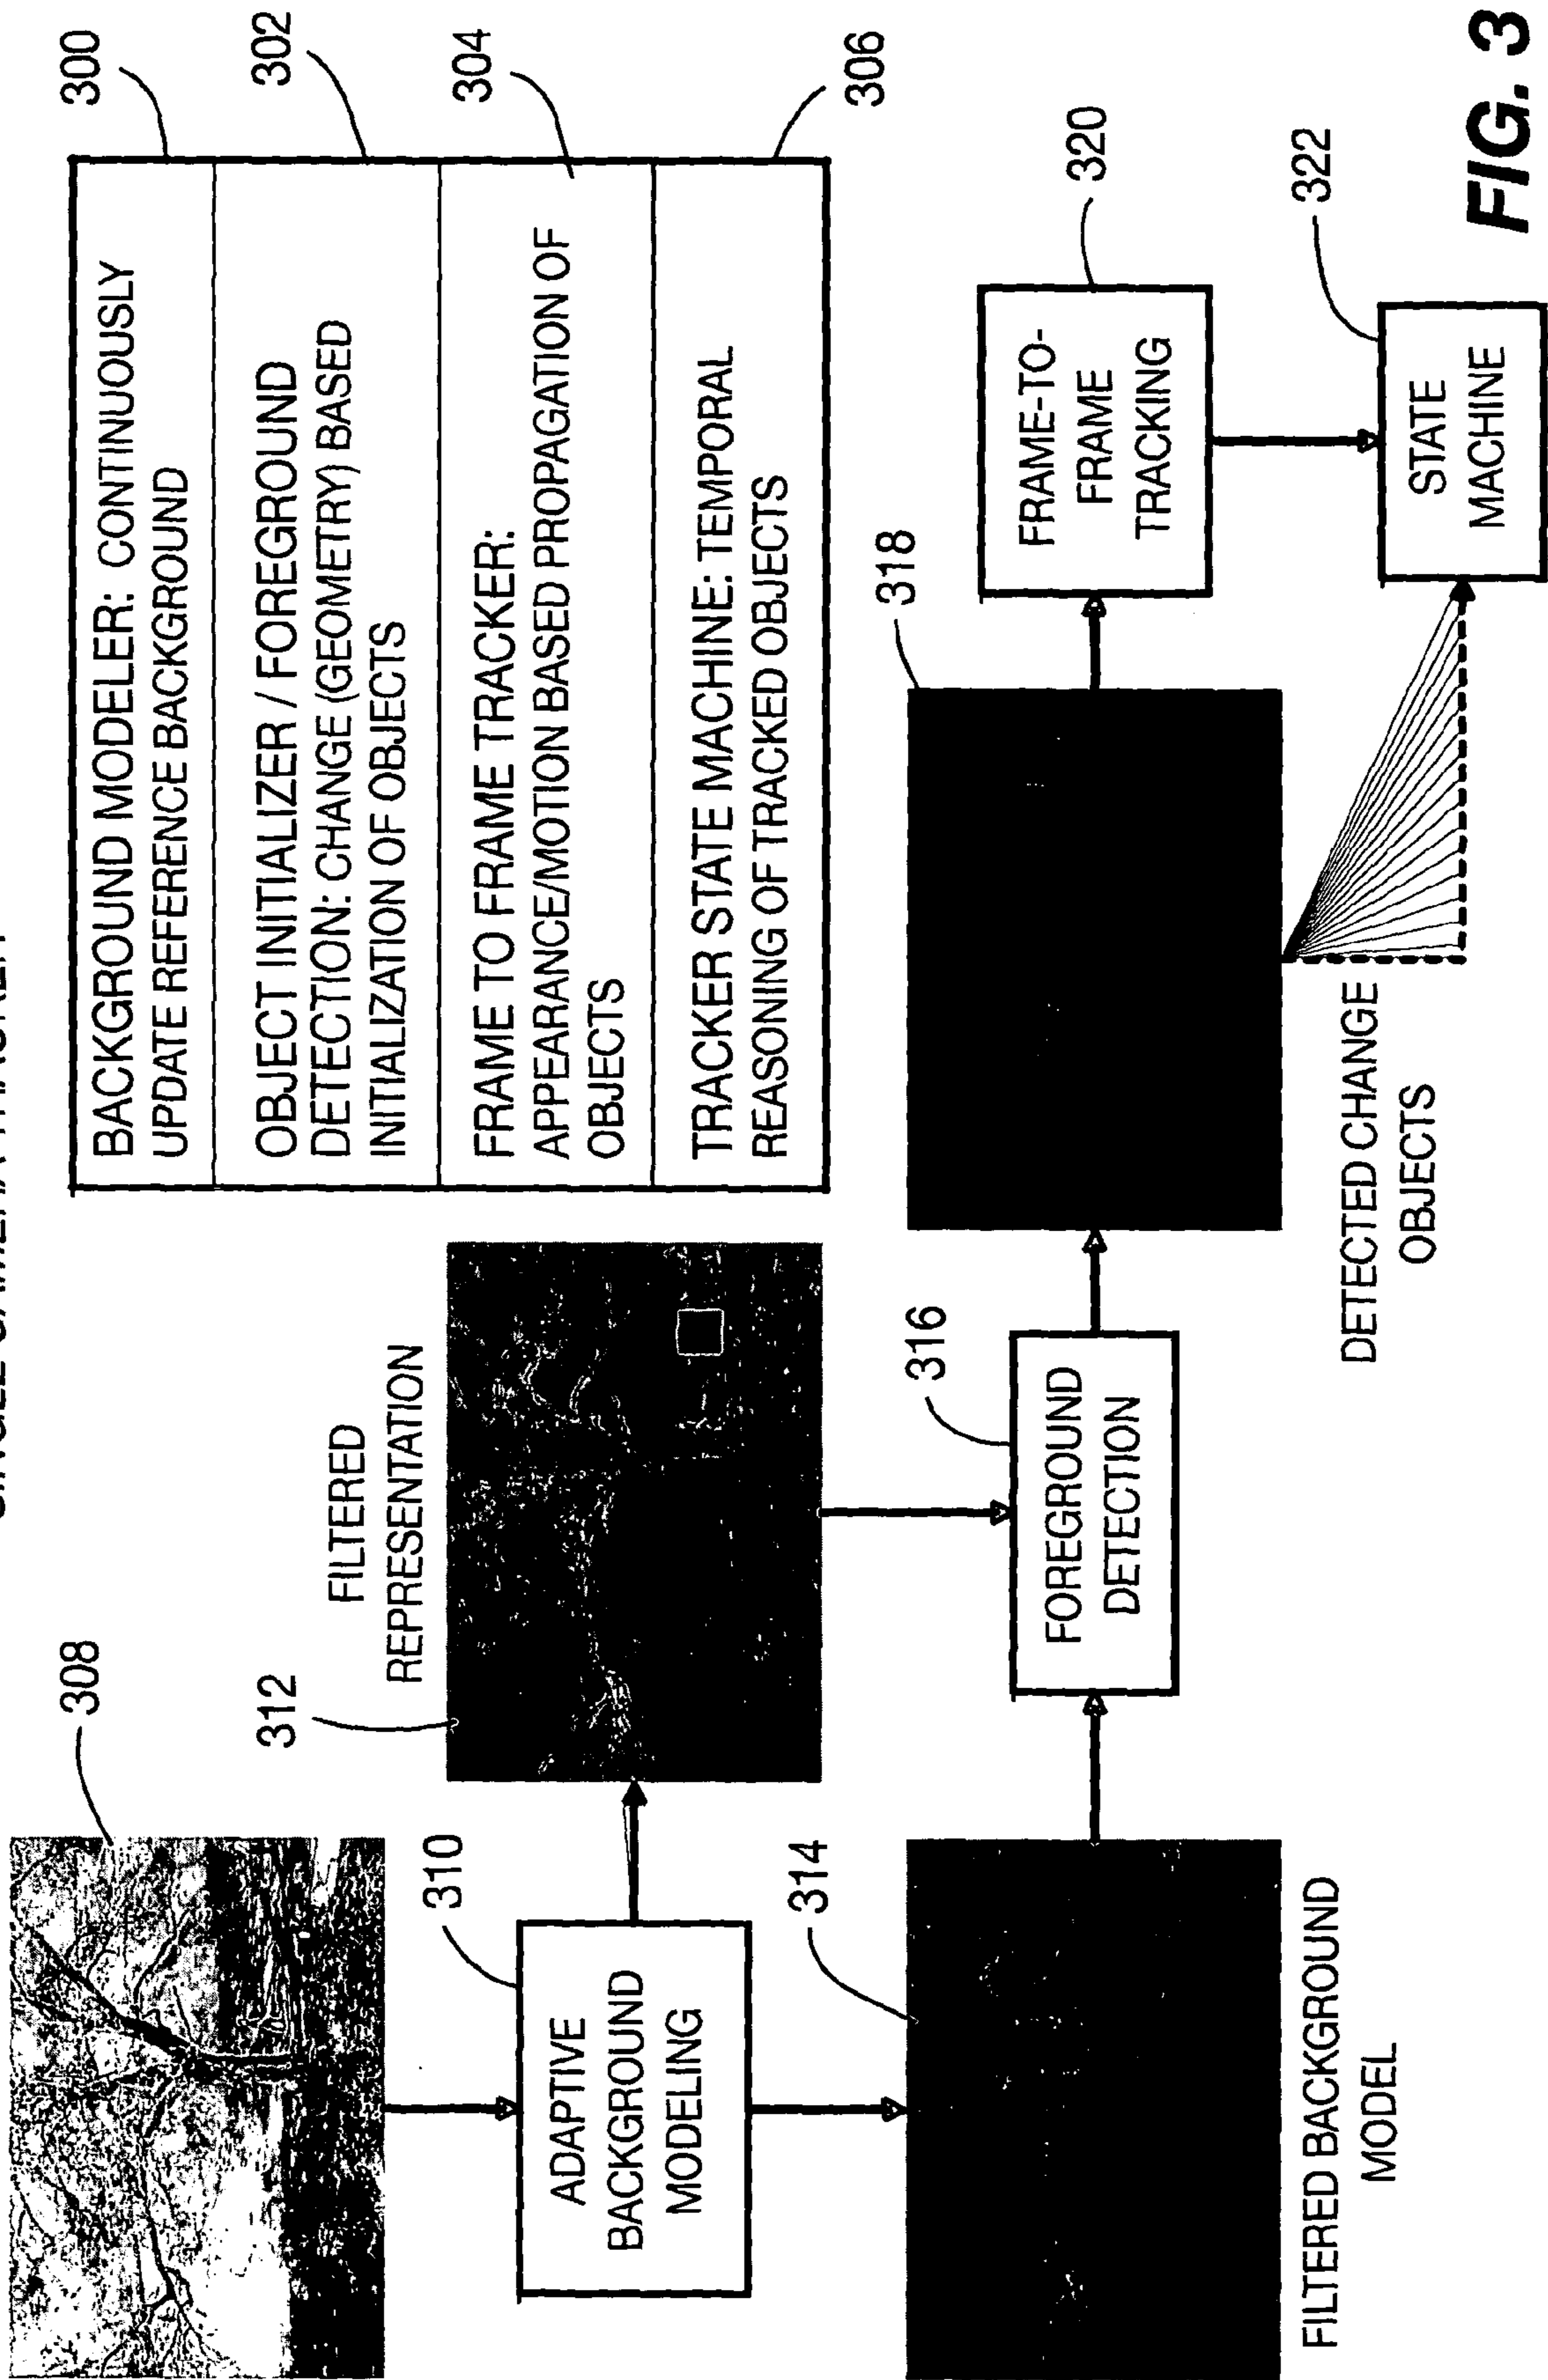 308
312
FILTERED
REPRESENTATION
300
BACKGROUND MODELER: CONTINUOUSLY
UPDATE REFERENCE BACKGROUND
302
OBJECT INITIALIZER / FOREGROUND
DETECTION: CHANGE (GEOMETRY) BASED
INITIALIZATION OF OBJECTS
304
FRAME TO FRAME TRACKER:
APPEARANCE/MOTION BASED PROPAGATION OF
OBJECTS
306
TRACKER STATE MACHINE: TEMPORAL
REASONING OF TRACKED OBJECTS
310
ADAPTIVE
BACKGROUND
MODELING
314
FILTERED BACKGROUND
MODEL
316
FOREGROUND
DETECTION
318
DETECTED CHANGE
OBJECTS
320
FRAME-TO-
FRAME
TRACKING
322
STATE
MACHINE
FIG. 3